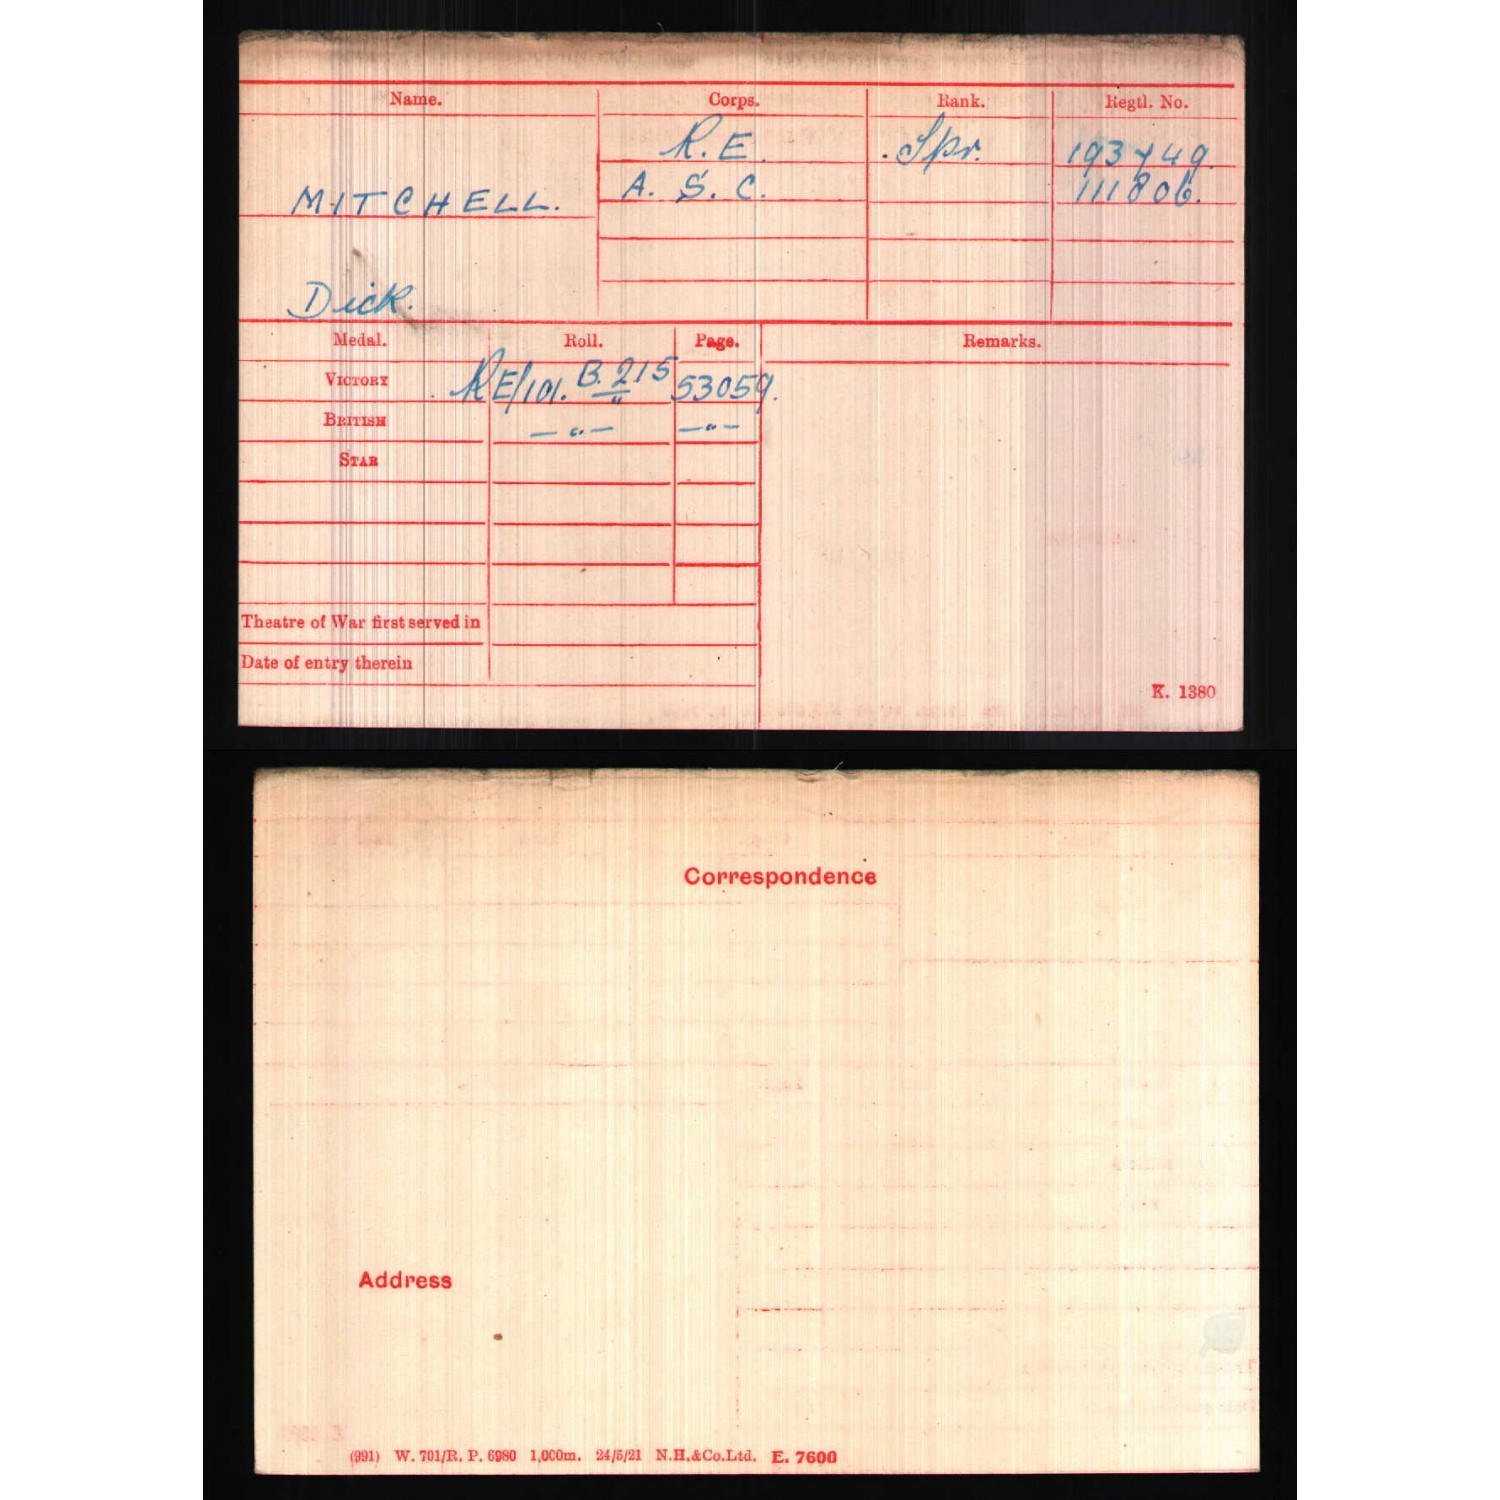 Name. Corps. Rank. Regtl. No.
R.E. Spr. 193749.
MITCHELL. A. S. C. 111806.
Dick.
Medal. Roll. Page. Remarks.
VICTORY RE/101. B. 215 53059.
"
BRITISH — " — — " —
STAR
Theatre of War first served in
Date of entry therein
K. 1380
Correspondence
Address
(991) W. 701/R. P. 6980 1,000m. 24/5/21 N.H.&Co.Ltd. E. 7600